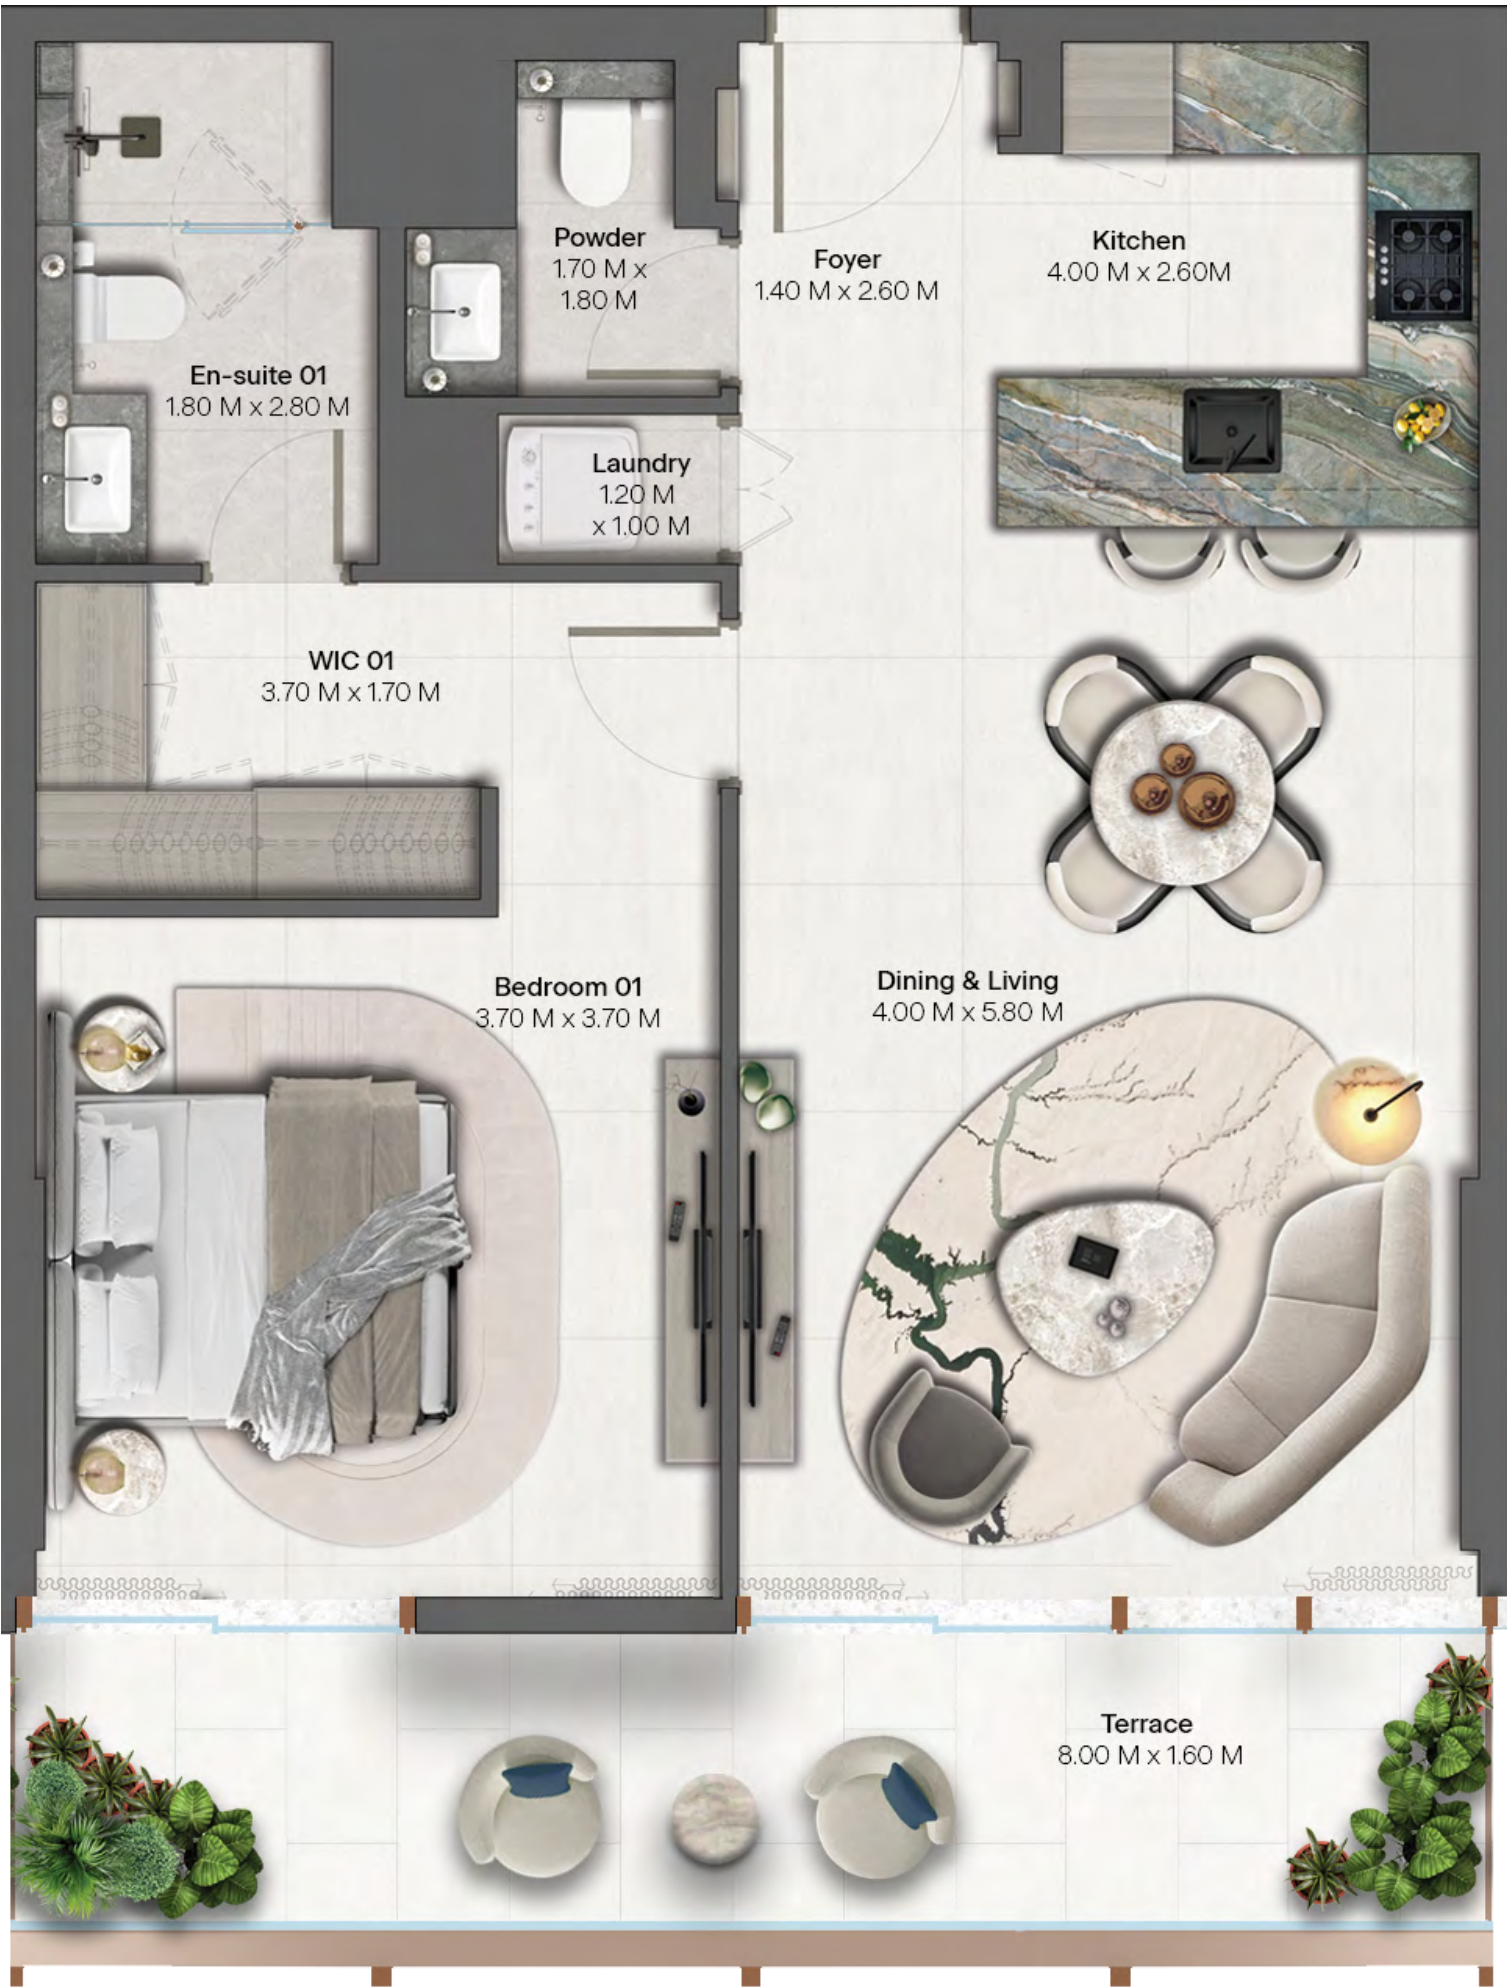 Powder
1.70 M x
1.80 M
Foyer
1.40 M x 2.60 M
Kitchen
4.00 M x 2.60M
En-suite 01
1.80 M x 2.80 M
Laundry
1.20 M
x 1.00 M
WIC 01
3.70 M x 1.70 M
Bedroom 01
3.70 M x 3.70 M
Dining & Living
4.00 M x 5.80 M
Terrace
8.00 M x 1.60 M